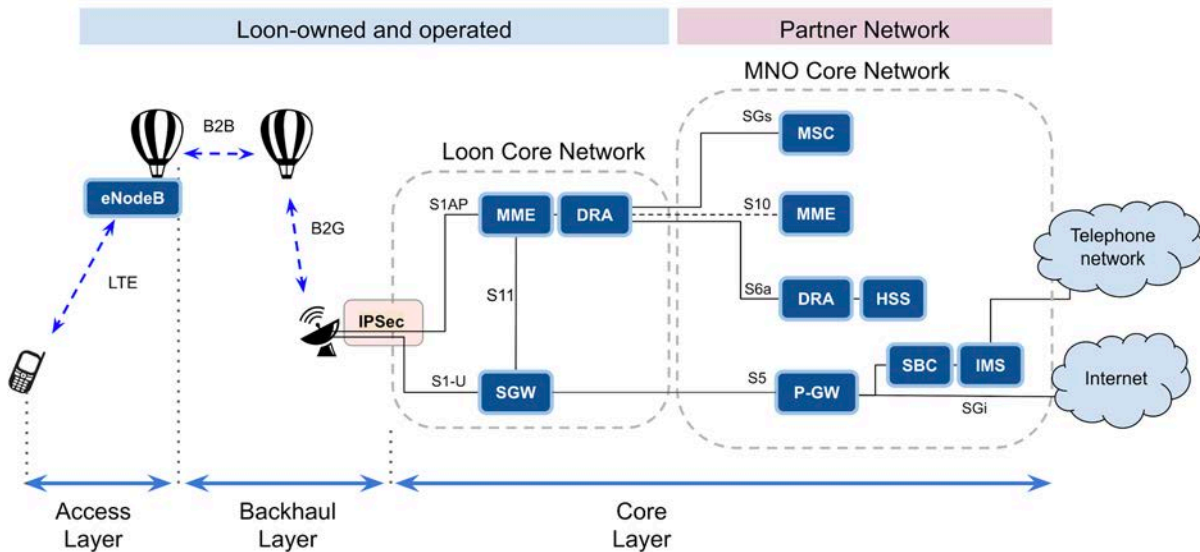 Loon-owned and operated
Partner Network
MNO Core Network
B2B
SGs
MSC
Loon Core Network
eNodeB
S1AP
MME
DRA
S10
MME
B2G
Telephone
network
LTE
S11
S6a
DRA
HSS
IPSec
SBC
IMS
S1-U
SGW
S5
P-GW
SGi
Internet
Access
Layer
Backhaul
Layer
Core
Layer